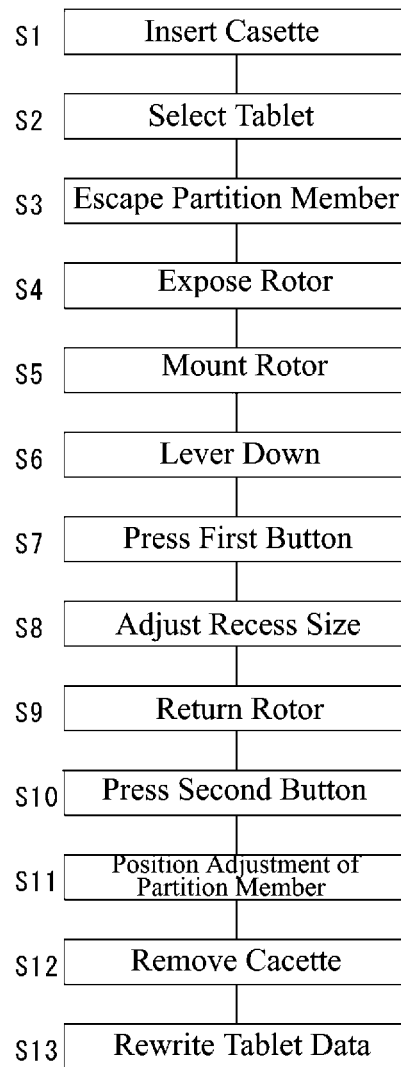 S1 Insert Casette
S2 Select Tablet
S3 Escape Partition Member
S4 Expose Rotor
S5 Mount Rotor
S6 Lever Down
S7 Press First Button
S8 Adjust Recess Size
S9 Return Rotor
S10 Press Second Button
S11 Position Adjustment of
Partition Member
S12 Remove Cacette
S13 Rewrite Tablet Data